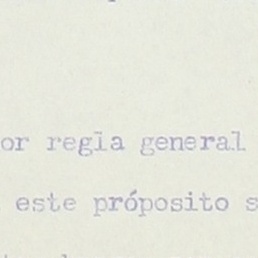 or regla general
este próposito s